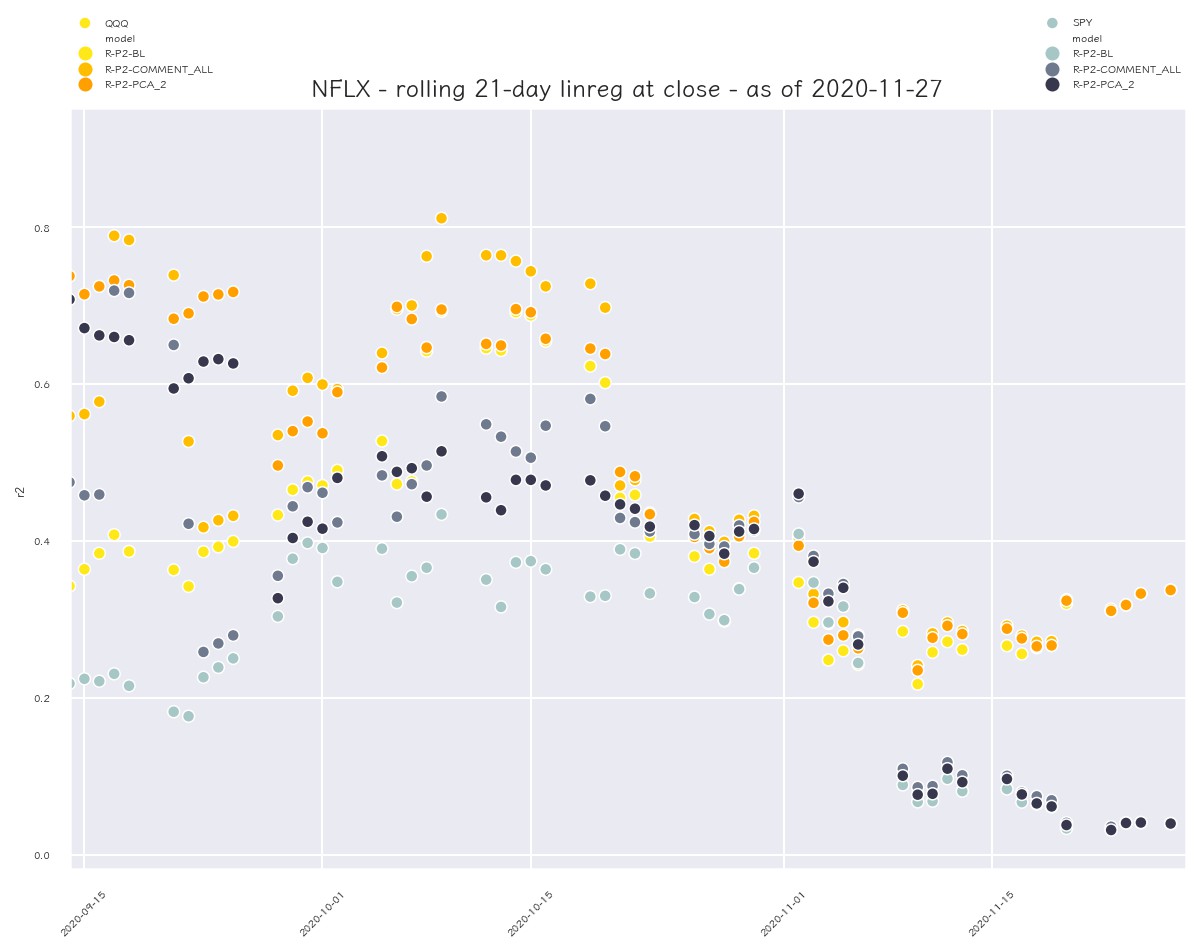 QQQ
model
R-P2-BL
R-P2-COMMENT_ALL
R-P2-PCA_2
SPY
model
R-P2-BL
R-P2-COMMENT_ALL
R-P2-PCA_2
NFLX - rolling 21-day linreg at close - as of 2020-11-27
r2
0.8
0.6
0.4
0.2
0.0
2020-09-15
2020-10-01
2020-10-15
2020-11-01
2020-11-15